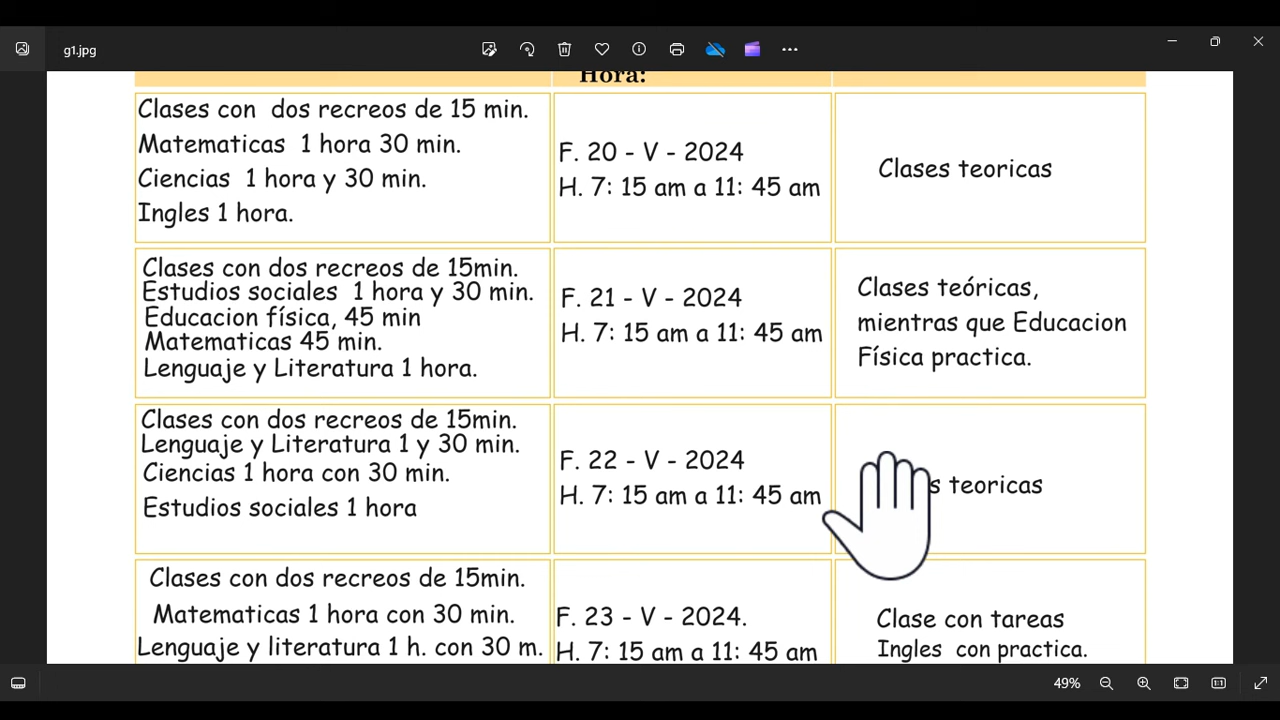 g1.jpg
Hora:
Clases con dos recreos de 15 min.
Matematicas 1 hora 30 min.
Ciencias 1 hora y 30 min.
Ingles 1 hora.
F. 20 - V - 2024
H. 7: 15 am a 11: 45 am
Clases teoricas
Clases con dos recreos de 15min.
Estudios sociales 1 hora y 30 min.
Educacion física, 45 min
Matematicas 45 min.
Lenguaje y Literatura 1 hora.
F. 21 - V - 2024
H. 7: 15 am a 11: 45 am
Clases teóricas,
mientras que Educacion
Física practica.
Clases con dos recreos de 15min.
Lenguaje y Literatura 1 y 30 min.
Ciencias 1 hora con 30 min.
Estudios sociales 1 hora
F. 22 - V - 2024
H. 7: 15 am a 11: 45 am
teoricas
Clases con dos recreos de 15min.
Matematicas 1 hora con 30 min.
Lenguaje y literatura 1 h. con 30 m.
F. 23 - V - 2024.
H. 7: 15 am a 11: 45 am
Clase con tareas
Ingles con practica.
49%